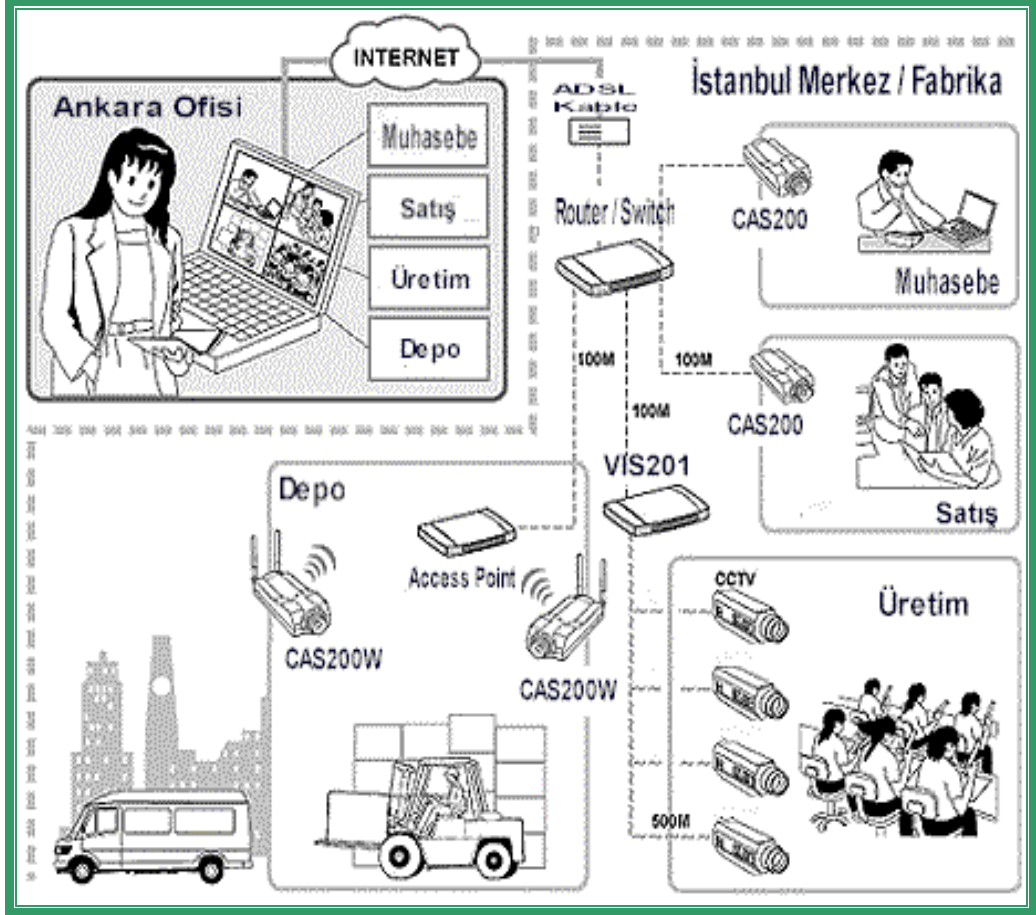 INTERNET
Ankara Ofisi
Muhasebe
Satış
Üretim
Depo
İstanbul Merkez / Fabrika
ADSL
Kablo
Router / Switch
CAS200
Muhasebe
100M
100M
100M
CAS200
Satış
VIS201
Depo
Access Point
CAS200W
CAS200W
CCTV
Üretim
500M